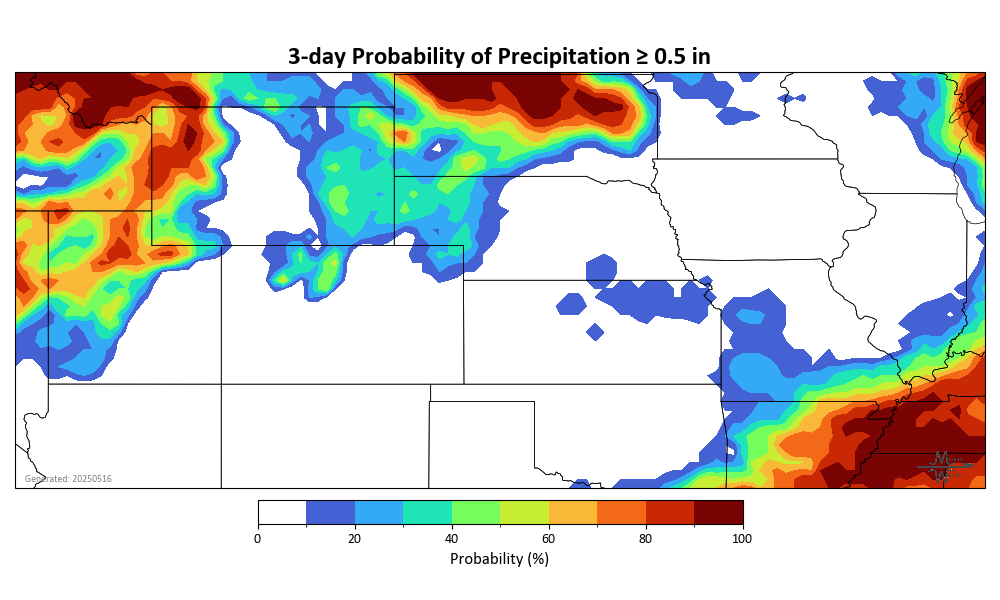 3-day Probability of Precipitation ≥ 0.5 in
Generated: 20250516
0 20 40 60 80 100
Probability (%)